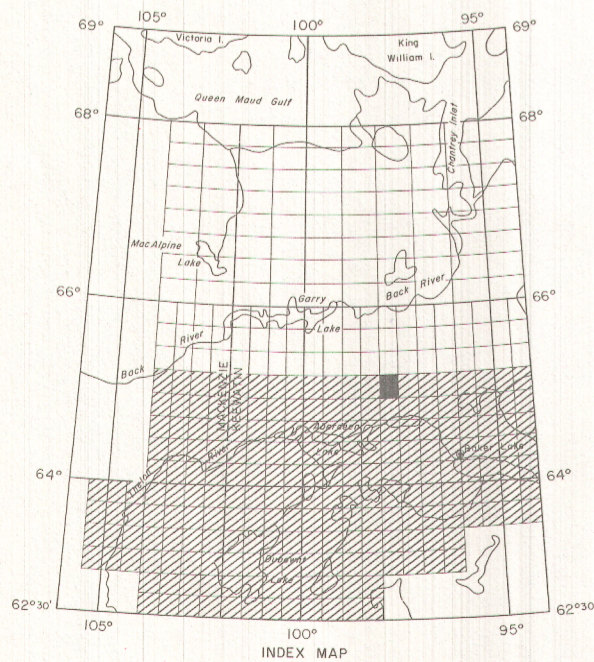 105°
100°
95°
69°
69°
Victoria I.
King
William I.
Queen Maud Gulf
68°
68°
Chantrey Inlet
MacAlpine
Lake
66°
66°
Garry
Lake
Back River
Back River
MACKENZIE
KEEWATIN
Aberdeen
Lake
Baker Lake
Thelon River
64°
64°
Dubawnt
Lake
62°30'
62°30'
105°
100°
95°
INDEX MAP